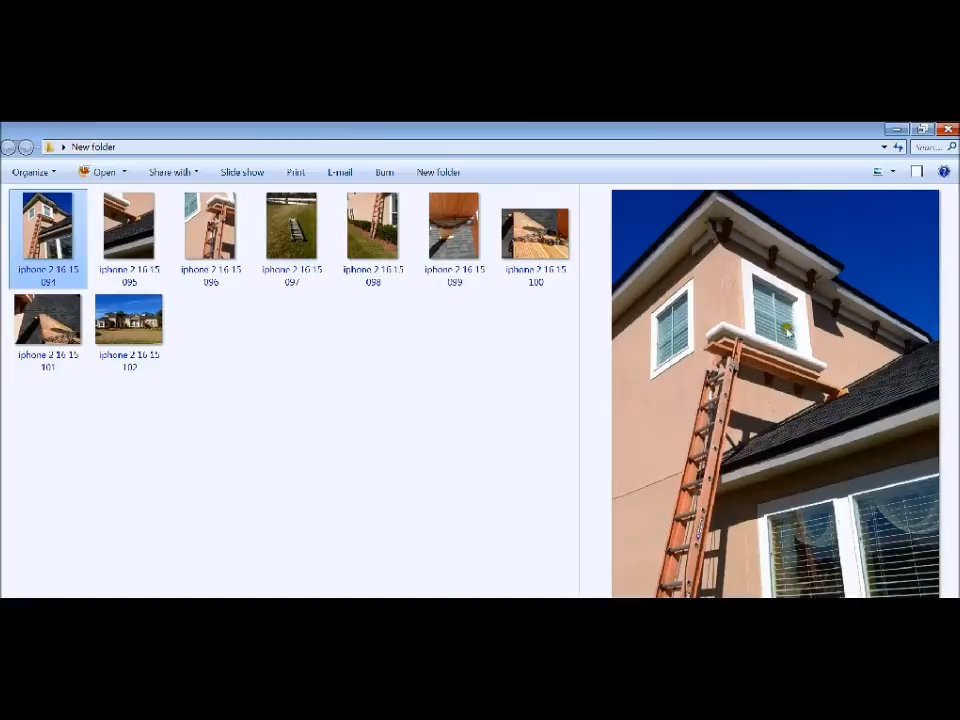 New folder
Sear...
Organize
Open
Share with
Slide show
Print
E-mail
Burn
New folder
iphone 2 16 15
094
iphone 2 16 15
095
iphone 2 16 15
096
iphone 2 16 15
097
iphone 2 16 15
098
iphone 2 16 15
099
iphone 2 16 15
100
iphone 2 16 15
101
iphone 2 16 15
102